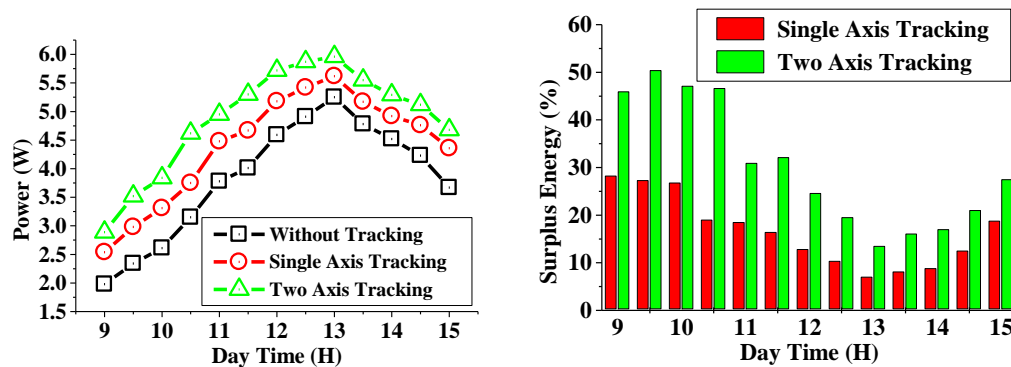 6.0
5.5
5.0
4.5
4.0
3.5
3.0
2.5
2.0
1.5
Power (W)
Without Tracking
Single Axis Tracking
Two Axis Tracking
9 10 11 12 13 14 15
Day Time (H)
60
50
40
30
20
10
0
Surplus Energy (%)
Single Axis Tracking
Two Axis Tracking
9 10 11 12 13 14 15
Day Time (H)